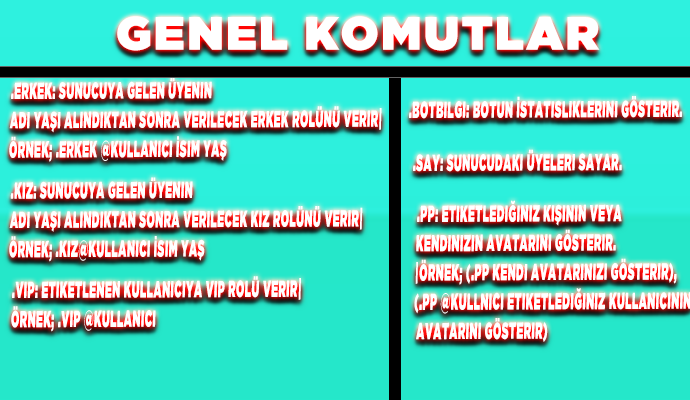 GENEL KOMUTLAR
.ERKEK: SUNUCUYA GELEN ÜYENIN
ADI YAŞI ALINDIKTAN SONRA VERILECEK ERKEK ROLÜNÜ VERIR|
ÖRNEK; .ERKEK @KULLANICI İSIM YAŞ
.KIZ: SUNUCUYA GELEN ÜYENIN
ADI YAŞI ALINDIKTAN SONRA VERILECEK KIZ ROLÜNÜ VERIR|
ÖRNEK; .KIZ@KULLANICI İSIM YAŞ
.VIP: ETIKETLENEN KULLANICIYA VIP ROLÜ VERIR|
ÖRNEK; .VIP @KULLANICI
.BOTBILGI: BOTUN İSTATISLIKLERINI GÖSTERIR.
.SAY: SUNUCUDAKI ÜYELERI SAYAR.
.PP: ETIKETLEDIĞINIZ KIŞININ VEYA
KENDINIZIN AVATARINI GÖSTERIR.
|ÖRNEK; (.PP KENDI AVATARINIZI GÖSTERIR),
(.PP @KULLNICI ETIKETLEDIĞINIZ KULLANICININ
AVATARINI GÖSTERIR)